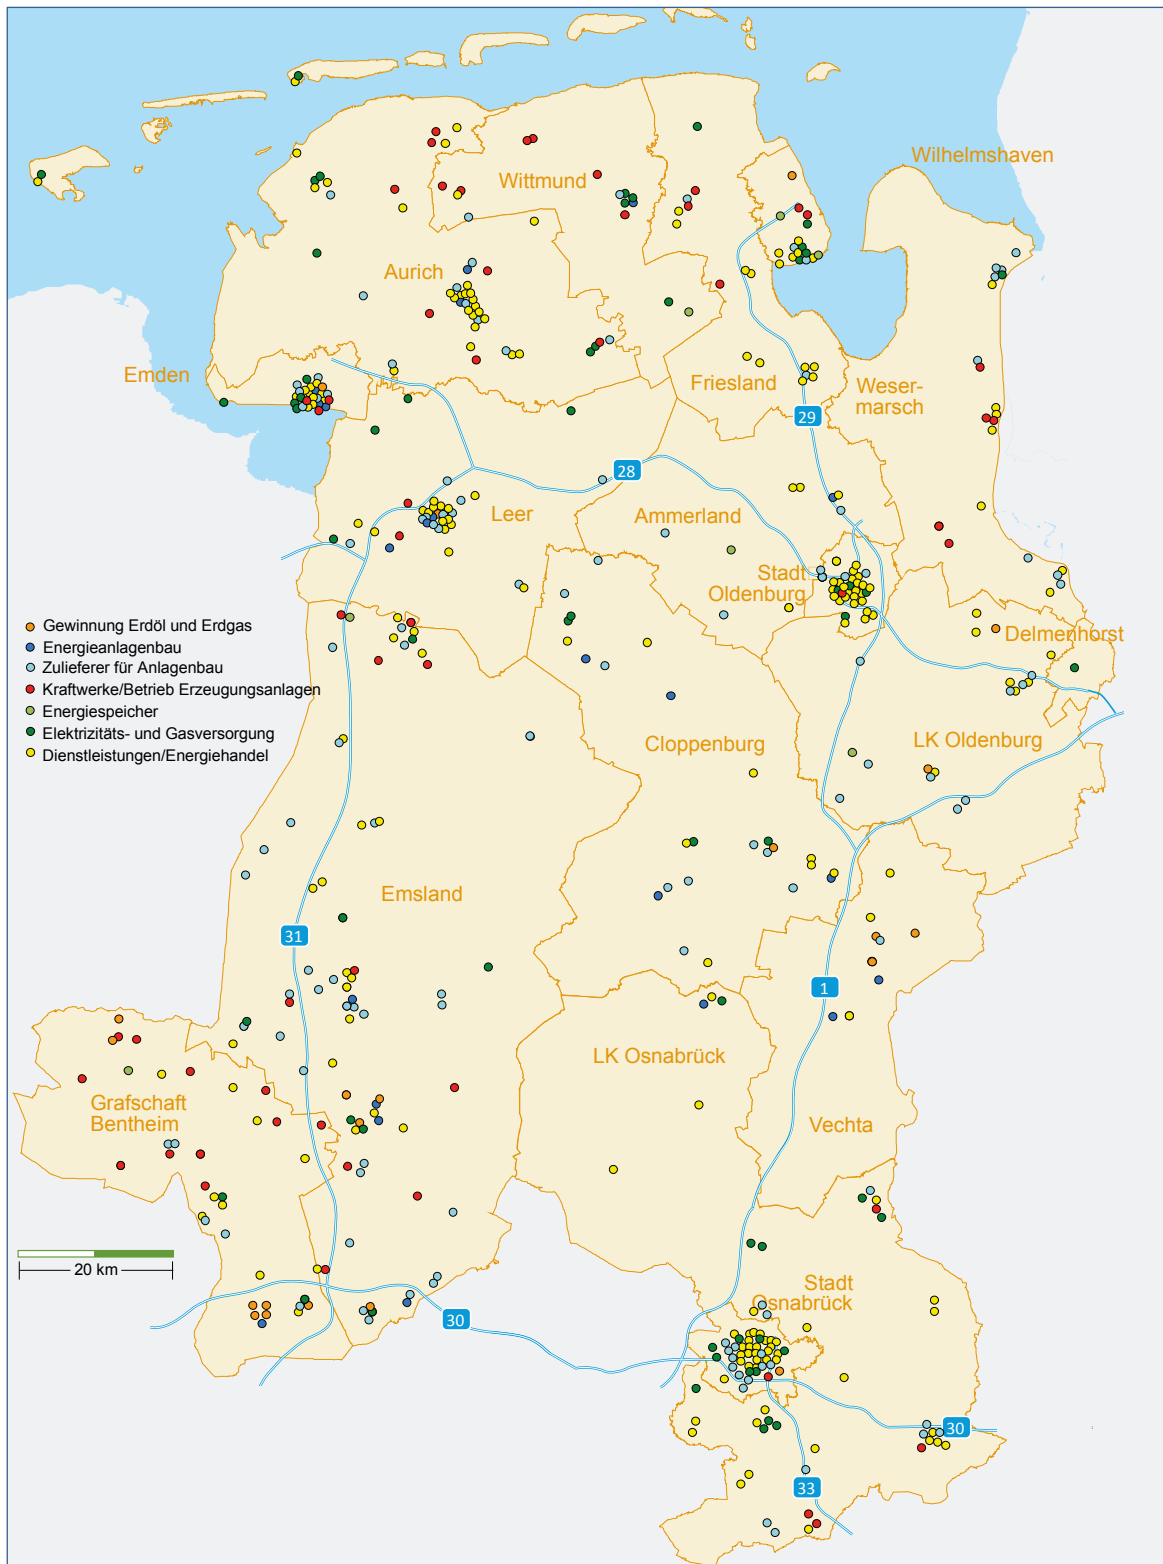 Wilhelmshaven
Wittmund
Aurich
Emden
Friesland
Weser-
marsch
29
28
Leer
Ammerland
Stadt
Oldenburg
Gewinnung Erdöl und Erdgas
Energieanlagenbau
Zulieferer für Anlagenbau
Kraftwerke/Betrieb Erzeugungsanlagen
Energiespeicher
Elektrizitäts- und Gasversorgung
Dienstleistungen/Energiehandel
Delmenhorst
Cloppenburg
LK Oldenburg
Emsland
31
1
LK Osnabrück
Grafschaft
Bentheim
Vechta
20 km
Stadt
Osnabrück
30
30
33